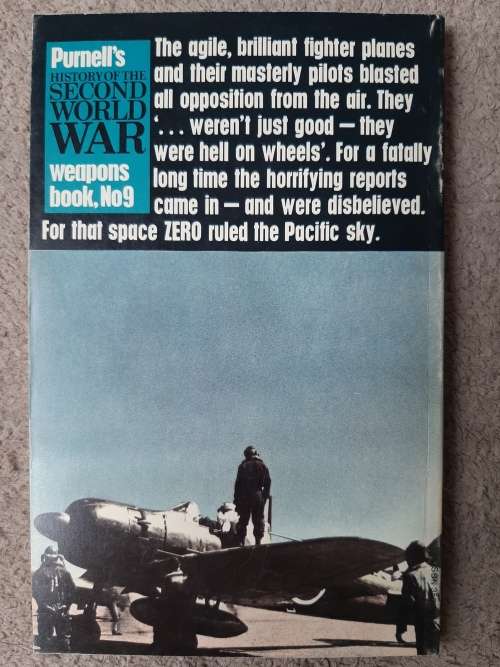 Purnell's
HISTORY OF THE
SECOND
WORLD
WAR
weapons
book, No9
The agile, brilliant fighter planes
and their masterly pilots blasted
all opposition from the air. They
‘. . . weren't just good — they
were hell on wheels’. For a fatally
long time the horrifying reports
came in — and were disbelieved.
For that space ZERO ruled the Pacific sky.